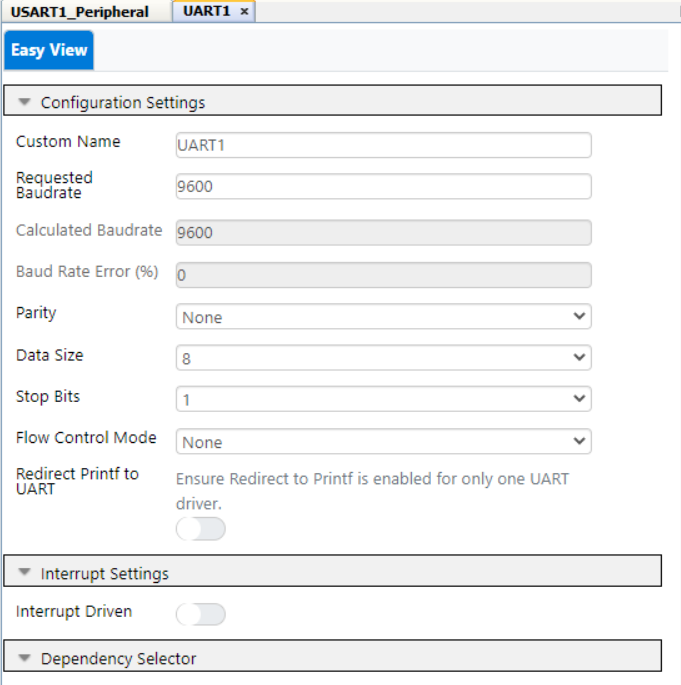 USART1_Peripheral
UART1 ×
Easy View
Configuration Settings
Custom Name
UART1
Requested
Baudrate
9600
Calculated Baudrate
9600
Baud Rate Error (%)
0
Parity
None
Data Size
8
Stop Bits
1
Flow Control Mode
None
Redirect Printf to
UART
Ensure Redirect to Printf is enabled for only one UART
driver.
Interrupt Settings
Interrupt Driven
Dependency Selector